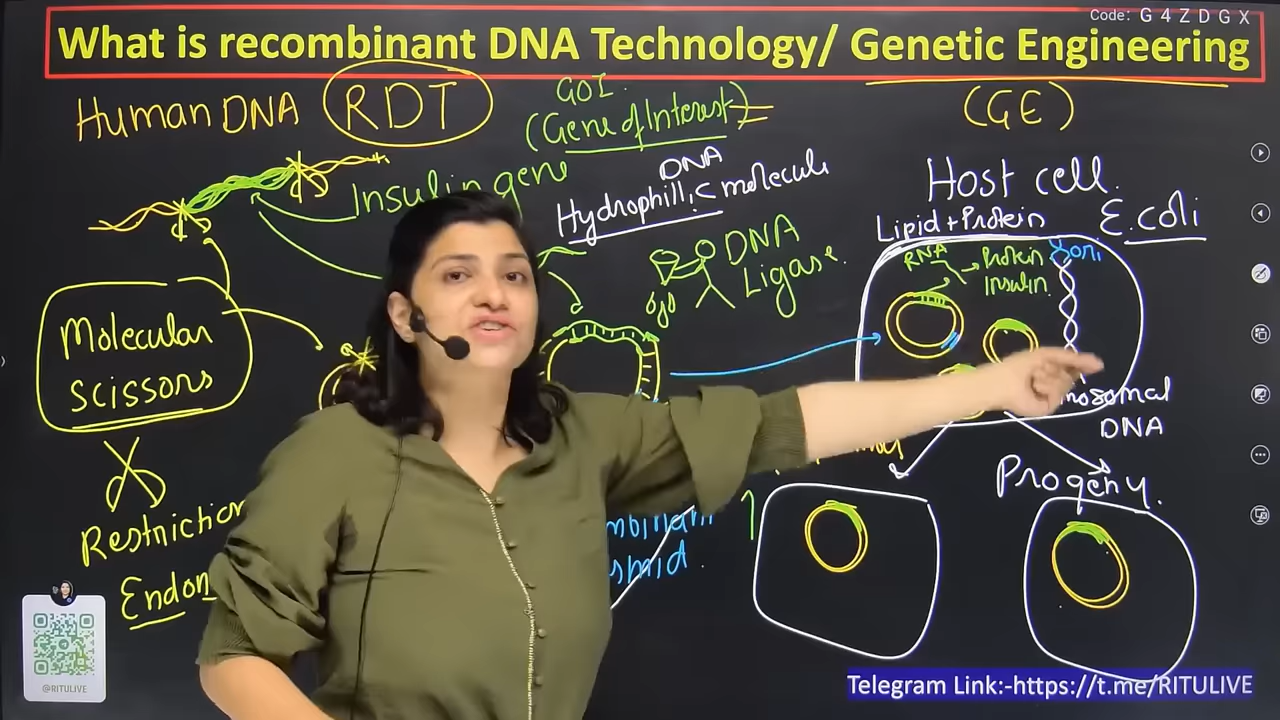 Code: G 4 Z D G X
What is recombinant DNA Technology/ Genetic Engineering
Human DNA
RDT
GOI.
(Gene of Interest)
(GE)
Insulin gene
DNA
Hydrophillic molecule
Host cell.
E.coli
Lipid + Protein
DNA
Ligase.
RNA
Protein
Insulin.
ori
Molecular
scissors
DNA
Progeny.
Restriction
@RITULIVE
Telegram Link:-https://t.me/RITULIVE